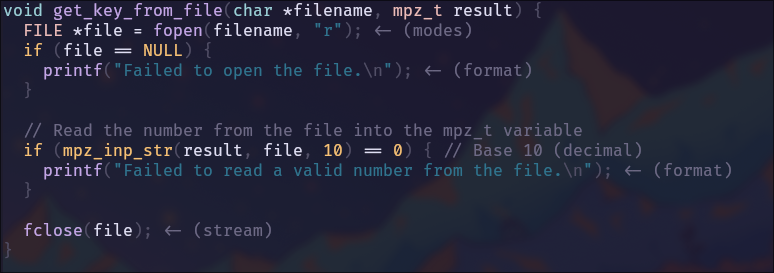 void get_key_from_file(char *filename, mpz_t result) {
  FILE *file = fopen(filename, "r"); <- (modes)
  if (file == NULL) {
    printf("Failed to open the file.\n"); <- (format)
  }

  // Read the number from the file into the mpz_t variable
  if (mpz_inp_str(result, file, 10) == 0) { // Base 10 (decimal)
    printf("Failed to read a valid number from the file.\n"); <- (format)
  }

  fclose(file); <- (stream)
}